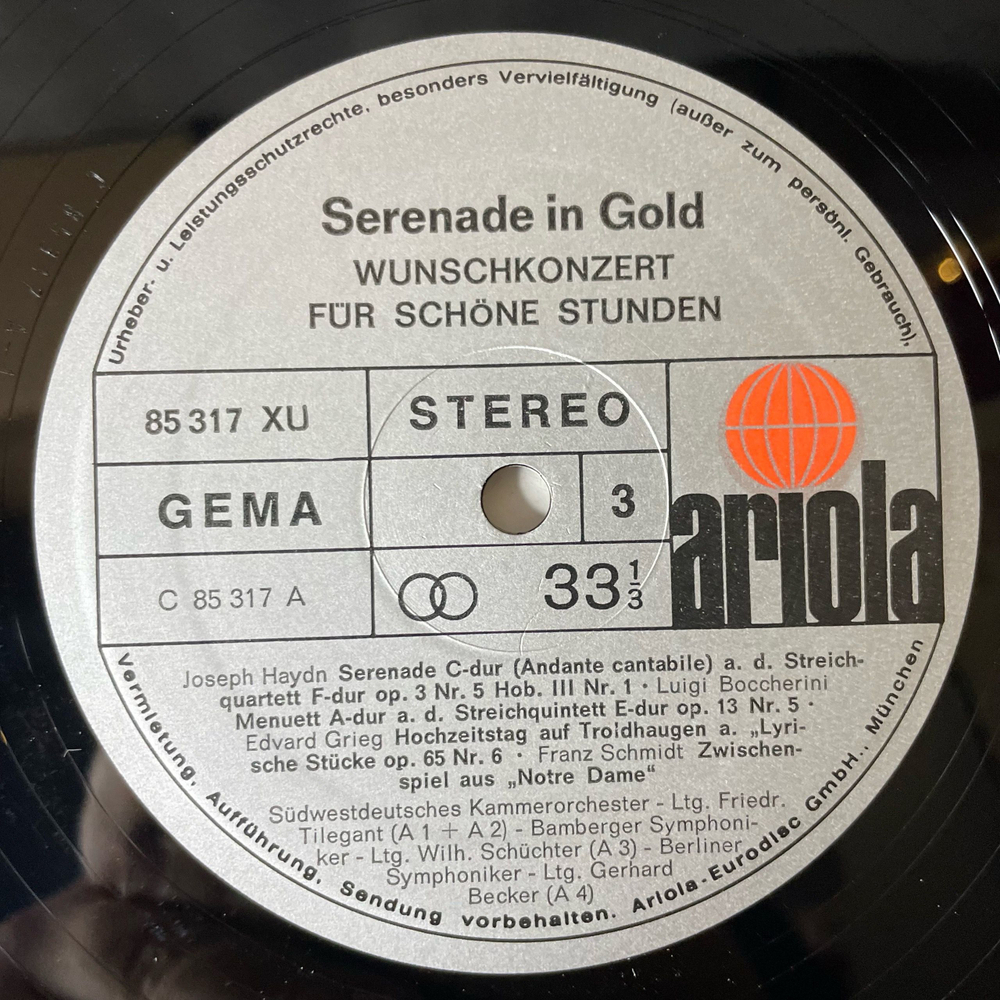 Urheber- u. Leistungsschutzrechte, besonders Vervielfältigung (außer zum persönl. Gebrauch),
Serenade in Gold
WUNSCHKONZERT
FÜR SCHÖNE STUNDEN
85 317 XU
STEREO
GEMA
3
C 85 317 A
33 1/3
ariola
Joseph Haydn Serenade C-dur (Andante cantabile) a. d. Streich-
quartett F-dur op. 3 Nr. 5 Hob. III Nr. 1 · Luigi Boccherini
Menuett A-dur a. d. Streichquintett E-dur op. 13 Nr. 5 ·
Edvard Grieg Hochzeitstag auf Troldhaugen a. „Lyri-
sche Stücke op. 65 Nr. 6 · Franz Schmidt Zwischen-
spiel aus „Notre Dame“
Südwestdeutsches Kammerorchester - Ltg. Friedr.
Tilegant (A 1 + A 2) - Bamberger Symphoni-
ker - Ltg. Wilh. Schüchter (A 3) - Berliner
Symphoniker - Ltg. Gerhard
Becker (A 4)
Vermietung, Aufführung, Sendung vorbehalten. Ariola-Eurodisc GmbH., München